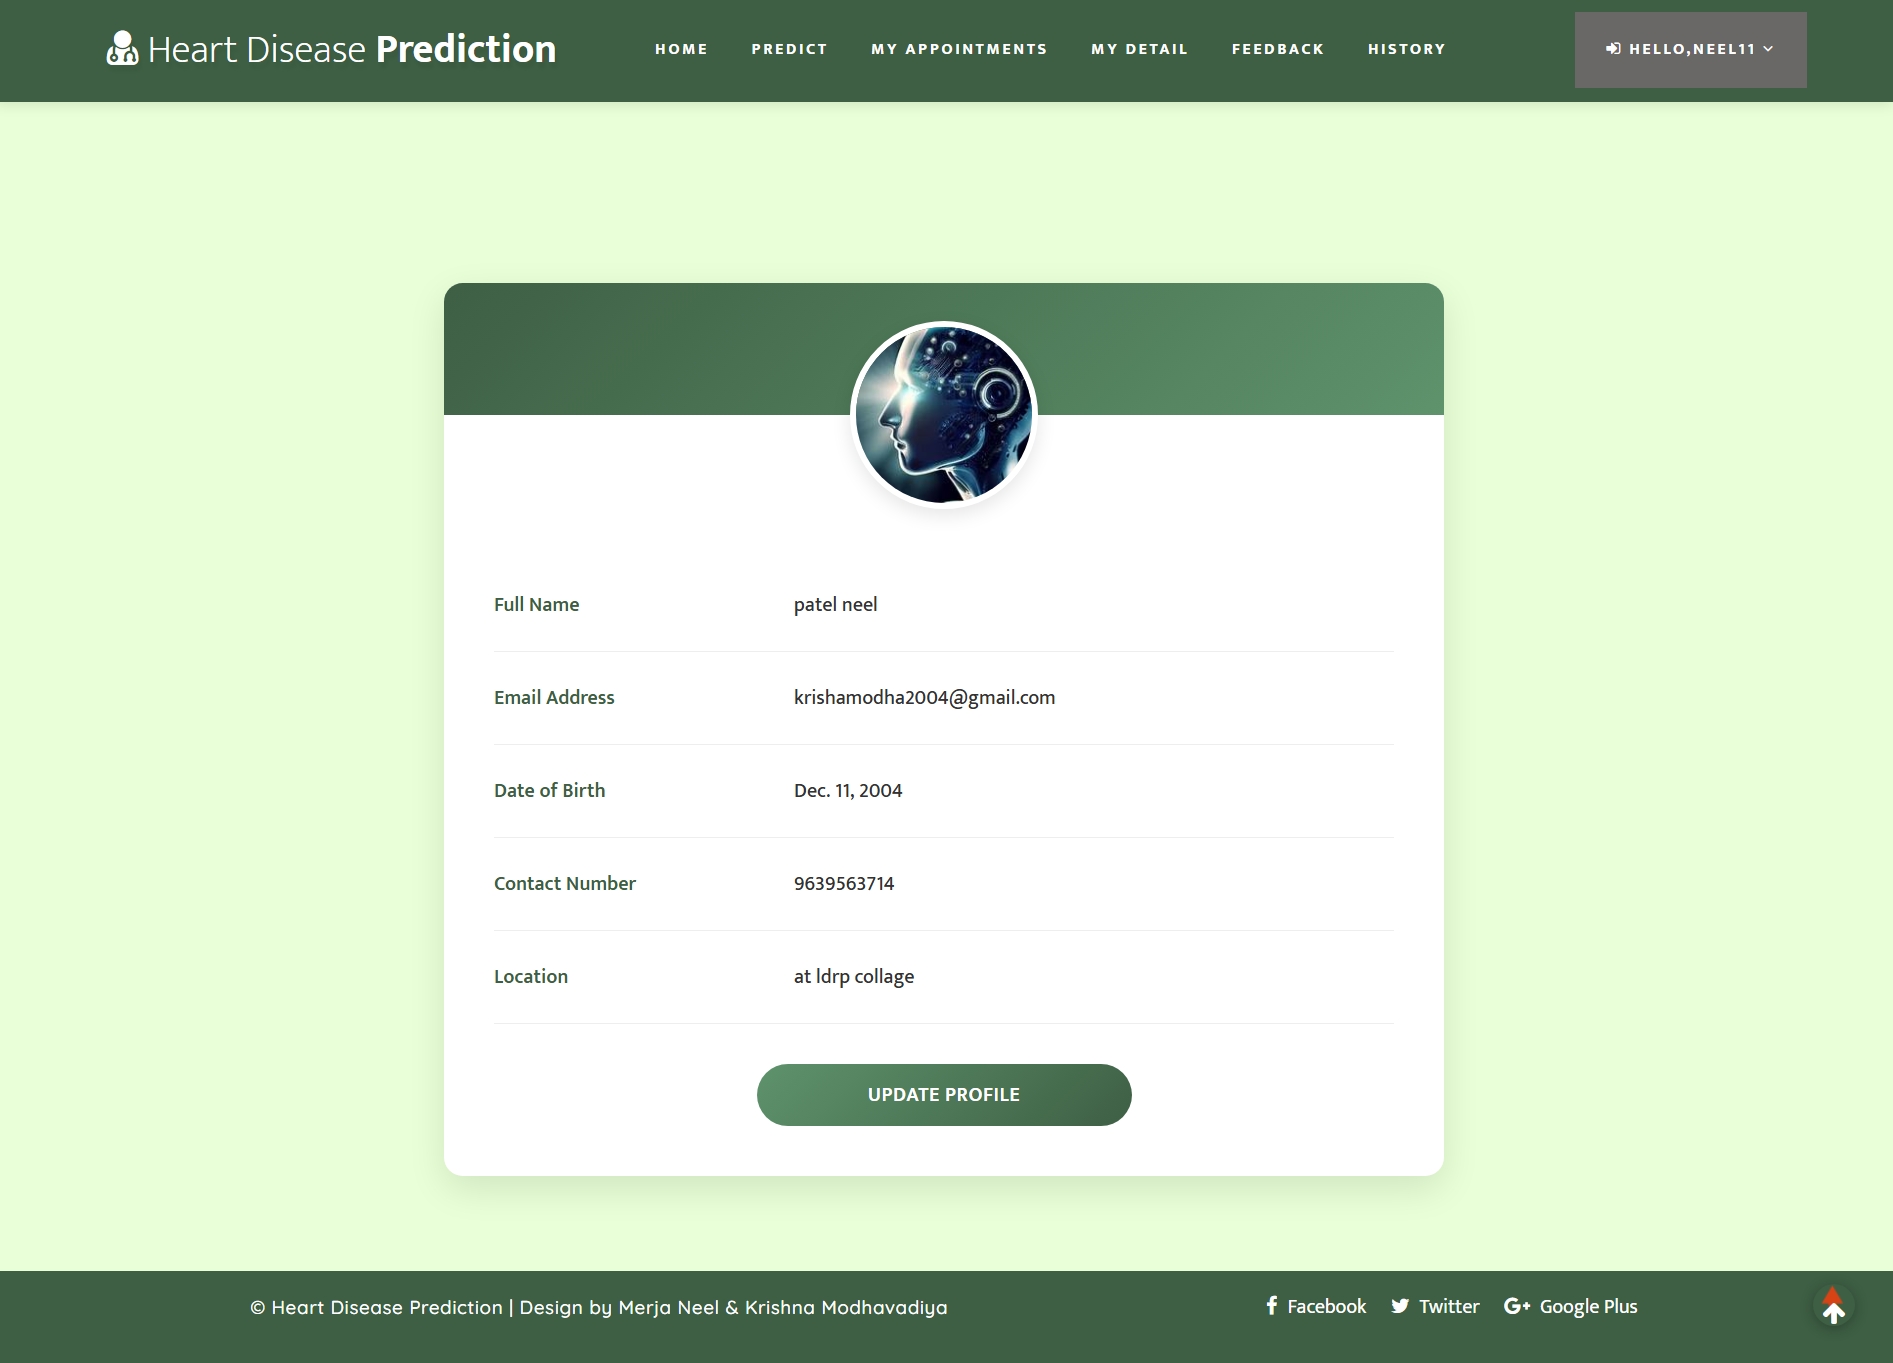 Heart Disease Prediction
HOME PREDICT MY APPOINTMENTS MY DETAIL FEEDBACK HISTORY
HELLO,NEEL11
Full Name patel neel
Email Address krishamodha2004@gmail.com
Date of Birth Dec. 11, 2004
Contact Number 9639563714
Location at ldrp collage
UPDATE PROFILE
© Heart Disease Prediction | Design by Merja Neel & Krishna Modhavadiya
Facebook Twitter Google Plus